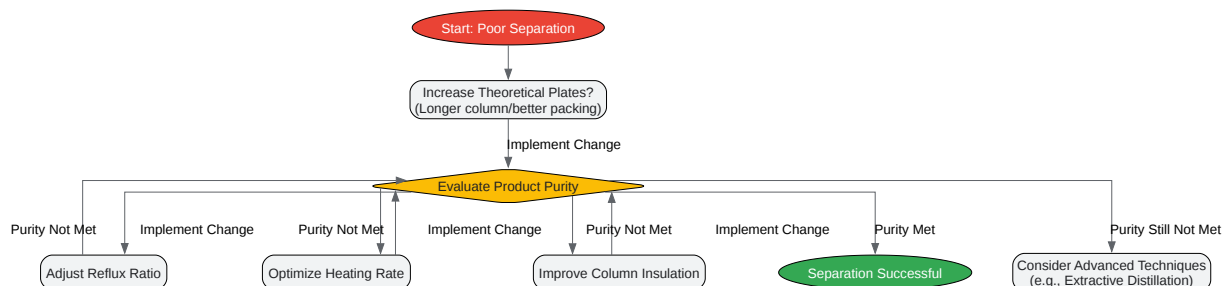 Start: Poor Separation
Increase Theoretical Plates?
(Longer column/better packing)
Implement Change
Evaluate Product Purity
Purity Not Met
Implement Change
Purity Not Met
Implement Change
Purity Not Met
Implement Change
Purity Met
Purity Still Not Met
Adjust Reflux Ratio
Optimize Heating Rate
Improve Column Insulation
Separation Successful
Consider Advanced Techniques
(e.g., Extractive Distillation)